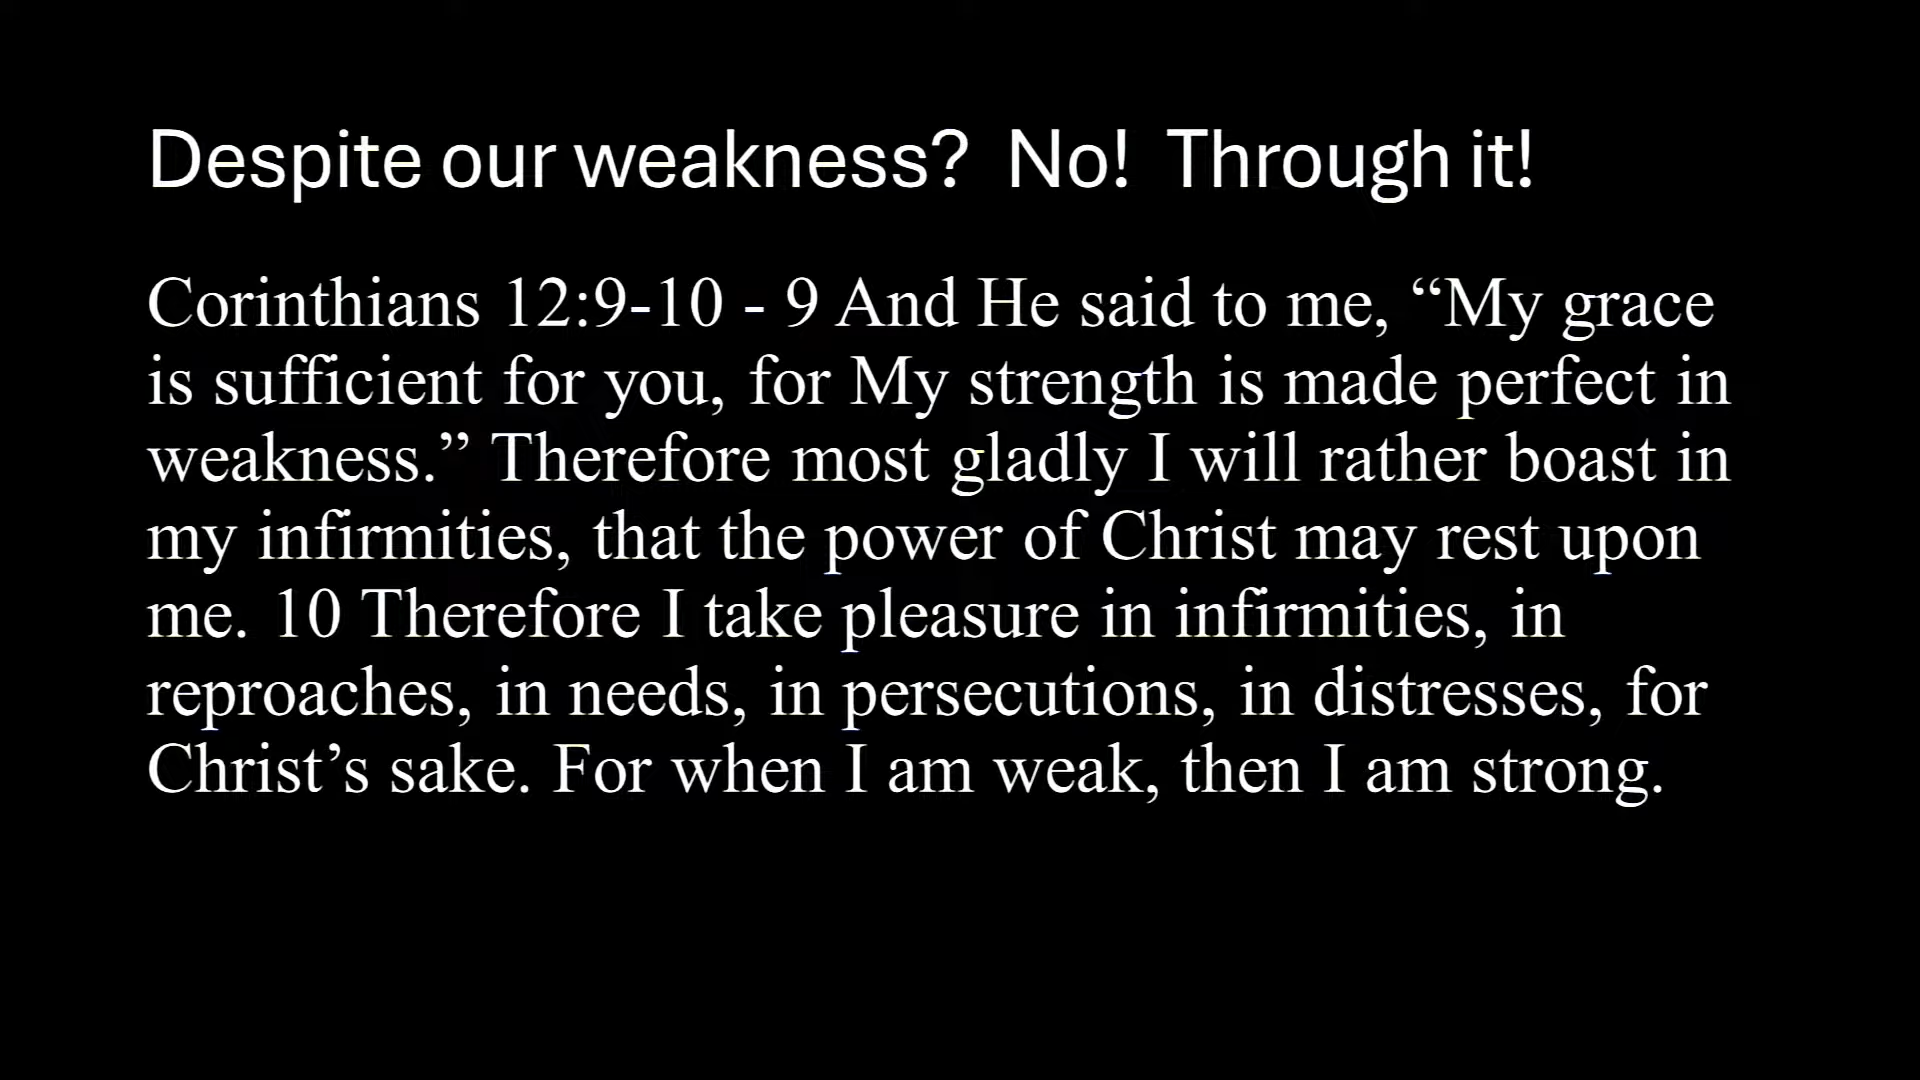 Despite our weakness? No! Through it!
Corinthians 12:9-10 - 9 And He said to me, “My grace
is sufficient for you, for My strength is made perfect in
weakness.” Therefore most gladly I will rather boast in
my infirmities, that the power of Christ may rest upon
me. 10 Therefore I take pleasure in infirmities, in
reproaches, in needs, in persecutions, in distresses, for
Christ’s sake. For when I am weak, then I am strong.